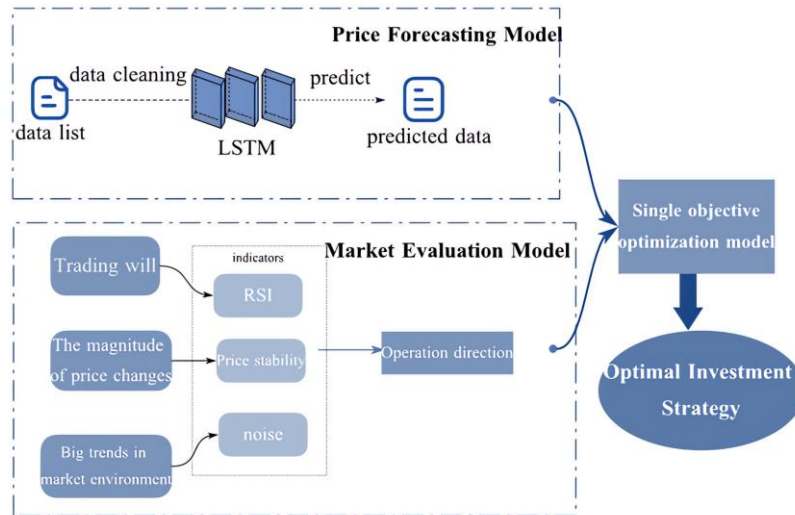 Price Forecasting Model
data cleaning
predict
data list
LSTM
predicted data
Market Evaluation Model
indicators
Trading will
RSI
The magnitude
of price changes
Price stability
Operation direction
Big trends in
market environment
noise
Single objective
optimization model
Optimal Investment
Strategy